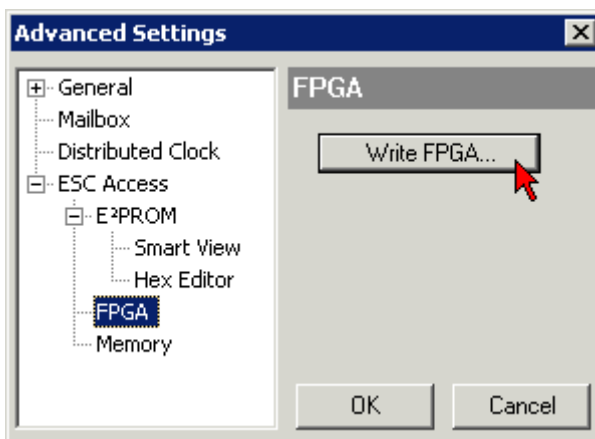 Advanced Settings
General
Mailbox
Distributed Clock
ESC Access
E²PROM
Smart View
Hex Editor
FPGA
Memory
FPGA
Write FPGA...
OK
Cancel